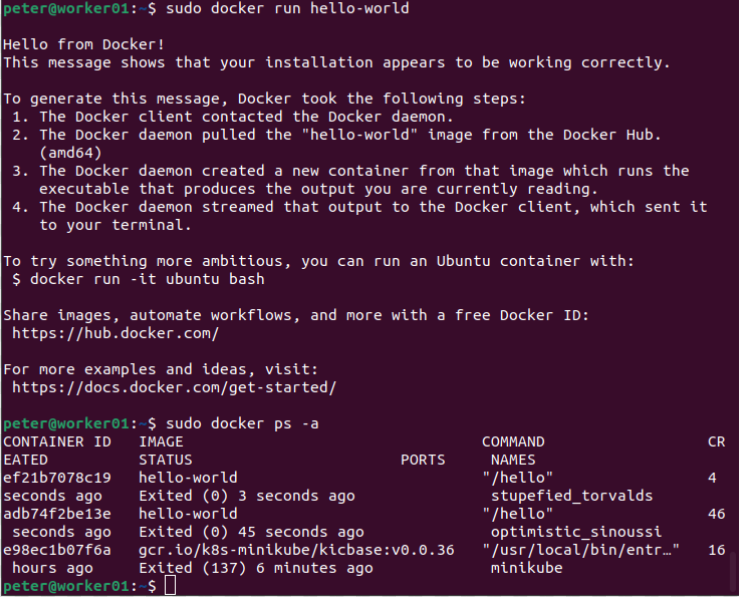 peter@worker01:~$ sudo docker run hello-world
Hello from Docker!
This message shows that your installation appears to be working correctly.
To generate this message, Docker took the following steps:
1. The Docker client contacted the Docker daemon.
2. The Docker daemon pulled the "hello-world" image from the Docker Hub.
(amd64)
3. The Docker daemon created a new container from that image which runs the
executable that produces the output you are currently reading.
4. The Docker daemon streamed that output to the Docker client, which sent it
to your terminal.
To try something more ambitious, you can run an Ubuntu container with:
$ docker run -it ubuntu bash
Share images, automate workflows, and more with a free Docker ID:
https://hub.docker.com/
For more examples and ideas, visit:
https://docs.docker.com/get-started/
peter@worker01:~$ sudo docker ps -a
CONTAINER ID   IMAGE                                 COMMAND                  CR
EATED          STATUS                       PORTS     NAMES
ef21b7078c19   hello-world                           "/hello"                 4
seconds ago    Exited (0) 3 seconds ago               stupefied_torvalds
adb74f2be13e   hello-world                           "/hello"                 46
seconds ago   Exited (0) 45 seconds ago              optimistic_sinoussi
e98ec1b07f6a   gcr.io/k8s-minikube/kicbase:v0.0.36   "/usr/local/bin/entr…"   16
hours ago     Exited (137) 6 minutes ago             minikube
peter@worker01:~$